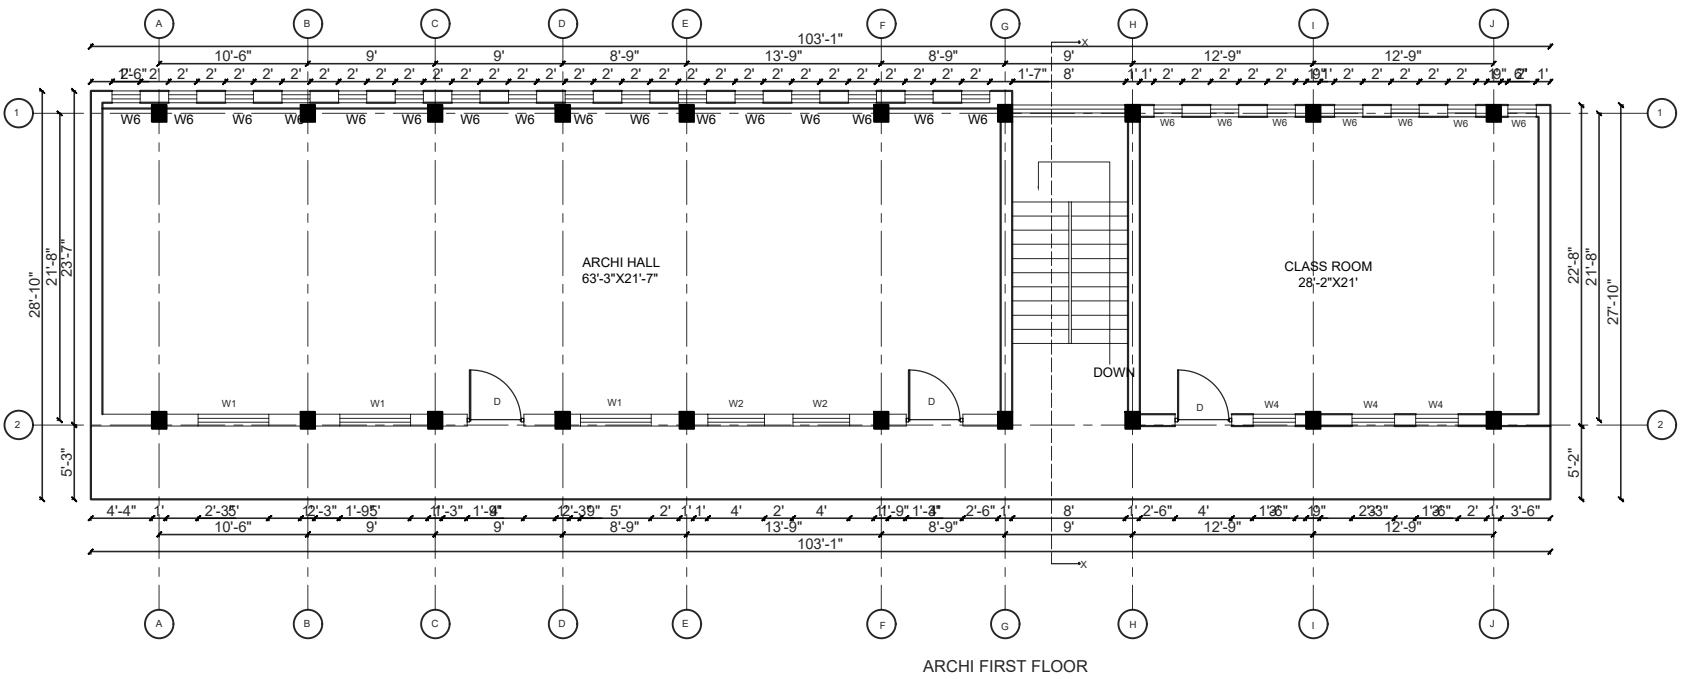 A B C D E F G H I J
103'-1" X
10'-6" 9' 9' 8'-9" 13'-9" 8'-9" 9' 12'-9" 12'-9"
2' 2' 2' 2' 2' 2' 2' 2' 2' 2' 2' 2' 2' 2' 2' 2' 2' 2' 2' 2' 2' 2' 2' 2' 2' 2' 2' 2' 2' 2' 1'-7" 8' 1' 1' 2' 2' 2' 2' 2' 2' 2' 2' 1'
1 1
W6 W6 W6 W6 W6 W6 W6 W6 W6 W6 W6 W6 W6 W6 W6 W6 W6 W6 W6 W6 W6 W6 W6
28'-10" 21'-8" 23'-7"
ARCHI HALL
63'-3"X21'-7"
CLASS ROOM
28'-2"X21'
22'-8" 21'-8" 27'-10"
DOWN
W1 W1 D W1 W2 W2 D D W4 W4 W4
2 2
5'-3" 5'-2"
4'-4" 1' 5' 2' 1' 1' 4' 2' 4' 2'-6" 1' 8' 1' 2'-6" 4' 2' 1' 3'-6"
10'-6" 9' 9' 8'-9" 13'-9" 8'-9" 9' 12'-9" 12'-9"
103'-1"
X
A B C D E F G H I J
ARCHI FIRST FLOOR